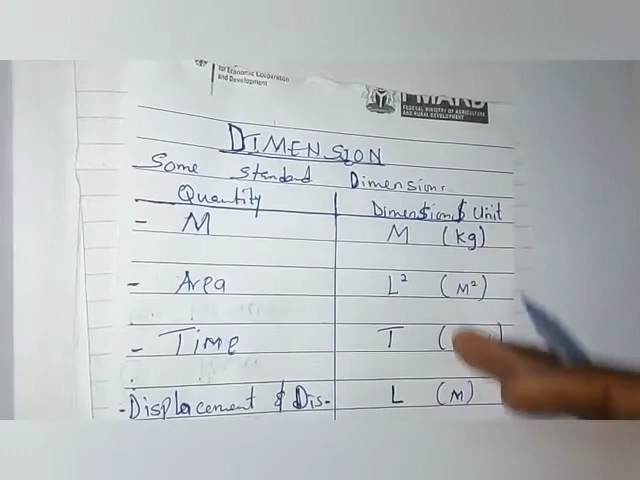 for Economic Cooperation
and Development
FMARD
FEDERAL MINISTRY OF AGRICULTURE
AND RURAL DEVELOPMENT
DIMENSION
Some standard Dimensions.
Quantity Dimension $ Unit
- M M (Kg)
- Area L² (M²)
- Time T (
- Displacement & Dis- L (M)